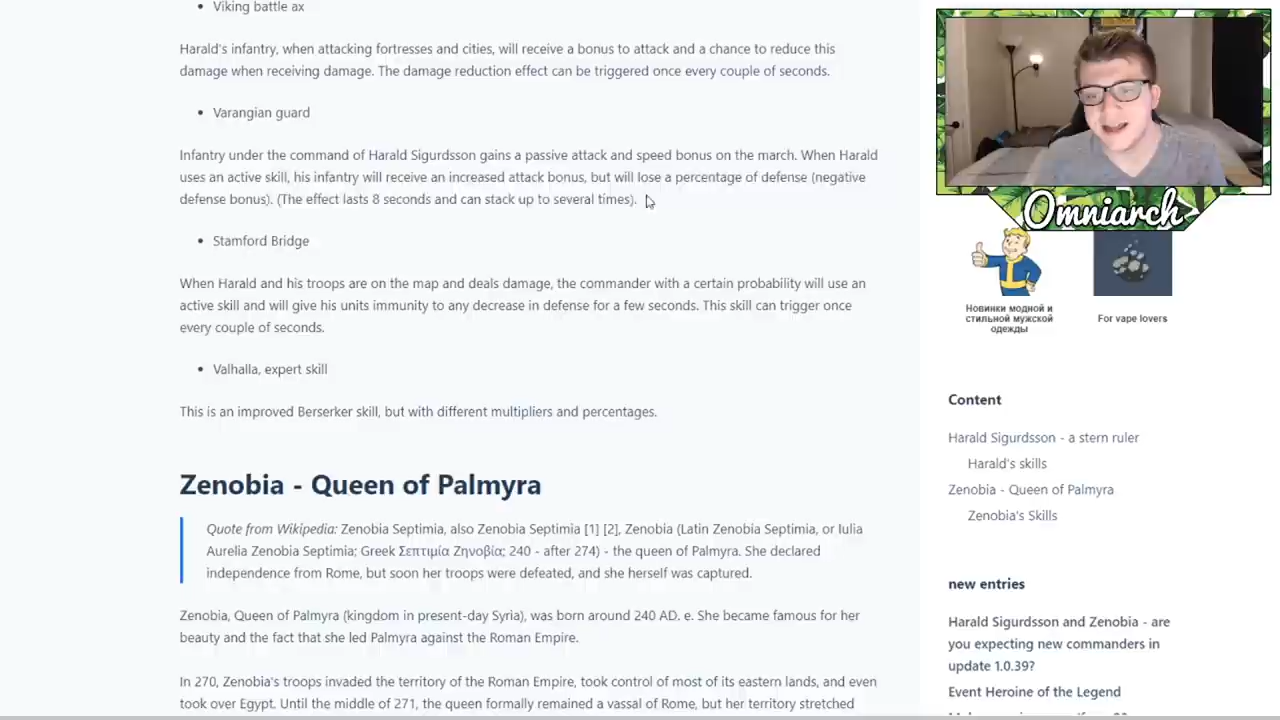 Viking battle ax
Harald's infantry, when attacking fortresses and cities, will receive a bonus to attack and a chance to reduce this
damage when receiving damage. The damage reduction effect can be triggered once every couple of seconds.
Varangian guard
Infantry under the command of Harald Sigurdsson gains a passive attack and speed bonus on the march. When Harald
uses an active skill, his infantry will receive an increased attack bonus, but will lose a percentage of defense (negative
defense bonus). (The effect lasts 8 seconds and can stack up to several times).
Stamford Bridge
When Harald and his troops are on the map and deals damage, the commander with a certain probability will use an
active skill and will give his units immunity to any decrease in defense for a few seconds. This skill can trigger once
every couple of seconds.
Valhalla, expert skill
This is an improved Berserker skill, but with different multipliers and percentages.
Zenobia - Queen of Palmyra
Quote from Wikipedia: Zenobia Septimia, also Zenobia Septimia [1] [2], Zenobia (Latin Zenobia Septimia, or Iulia
Aurelia Zenobia Septimia; Greek Σεπτιμία Ζηνοβία; 240 - after 274) - the queen of Palmyra. She declared
independence from Rome, but soon her troops were defeated, and she herself was captured.
Zenobia, Queen of Palmyra (kingdom in present-day Syria), was born around 240 AD. e. She became famous for her
beauty and the fact that she led Palmyra against the Roman Empire.
In 270, Zenobia's troops invaded the territory of the Roman Empire, took control of most of its eastern lands, and even
took over Egypt. Until the middle of 271, the queen formally remained a vassal of Rome, but her territory stretched
Omniarch
Новинки модной и
стильной мужской
одежды
For vape lovers
Content
Harald Sigurdsson - a stern ruler
Harald's skills
Zenobia - Queen of Palmyra
Zenobia's Skills
new entries
Harald Sigurdsson and Zenobia - are
you expecting new commanders in
update 1.0.39?
Event Heroine of the Legend